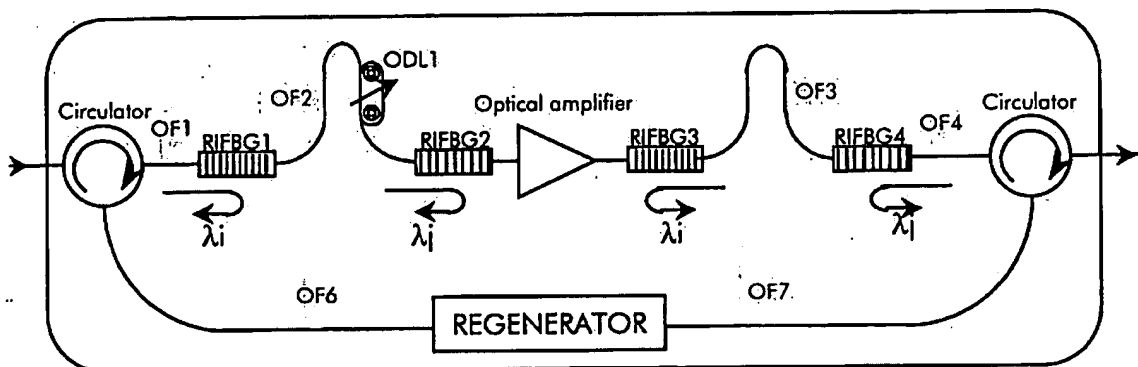 ODL1
Circulator
OF1
OF2
Optical amplifier
OF3
OF4
Circulator
RIFBG1
RIFBG2
RIFBG3
RIFBG4
λi
λj
λi
λj
OF6
OF7
REGENERATOR